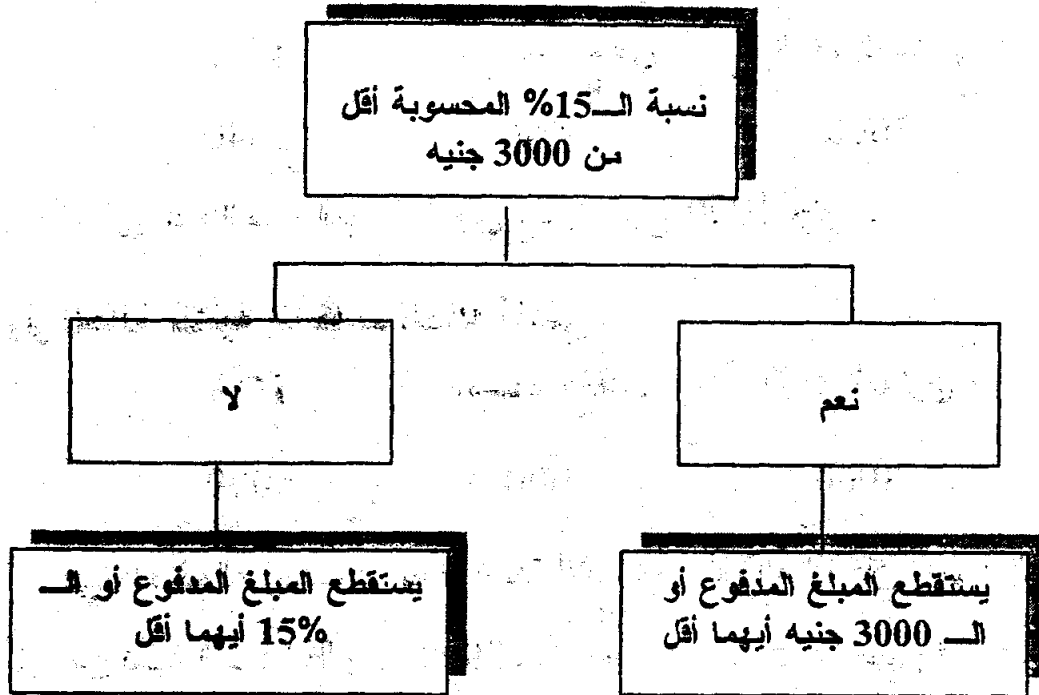 نسبة الـ15% المحسوبة أقل
من 3000 جنيه
نعم
لا
يستقطع المبلغ المدفوع أو
الـ 3000 جنيه أيهما أقل
يستقطع المبلغ المدفوع أو الـ
15% أيهما أقل